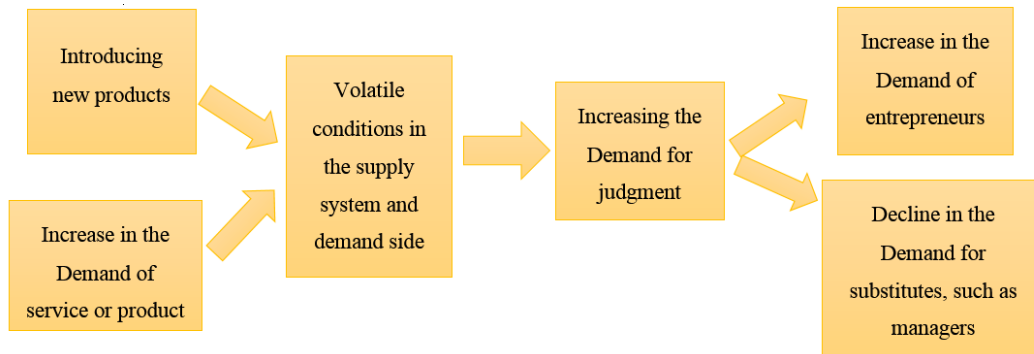 Introducing
new products
Increase in the
Demand of
service or product
Volatile
conditions in
the supply
system and
demand side
Increasing the
Demand for
judgment
Increase in the
Demand of
entrepreneurs
Decline in the
Demand for
substitutes, such as
managers